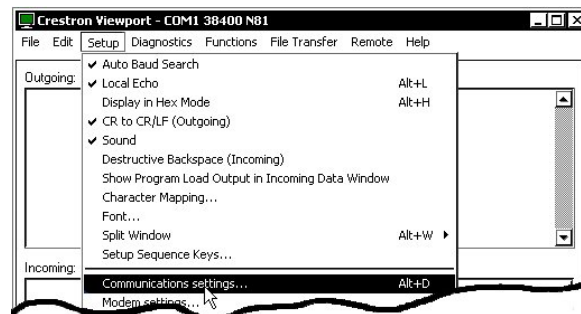 Crestron Viewport - COM1 38400 N81
File Edit Setup Diagnostics Functions File Transfer Remote Help
Outgoing:
✓ Auto Baud Search
✓ Local Echo Alt+L
Display in Hex Mode Alt+H
✓ CR to CR/LF (Outgoing)
✓ Sound
Destructive Backspace (Incoming)
Show Program Load Output in Incoming Data Window
Character Mapping...
Font...
Split Window Alt+W
Setup Sequence Keys...
Incoming:
Communications settings... Alt+D
Modem settings...